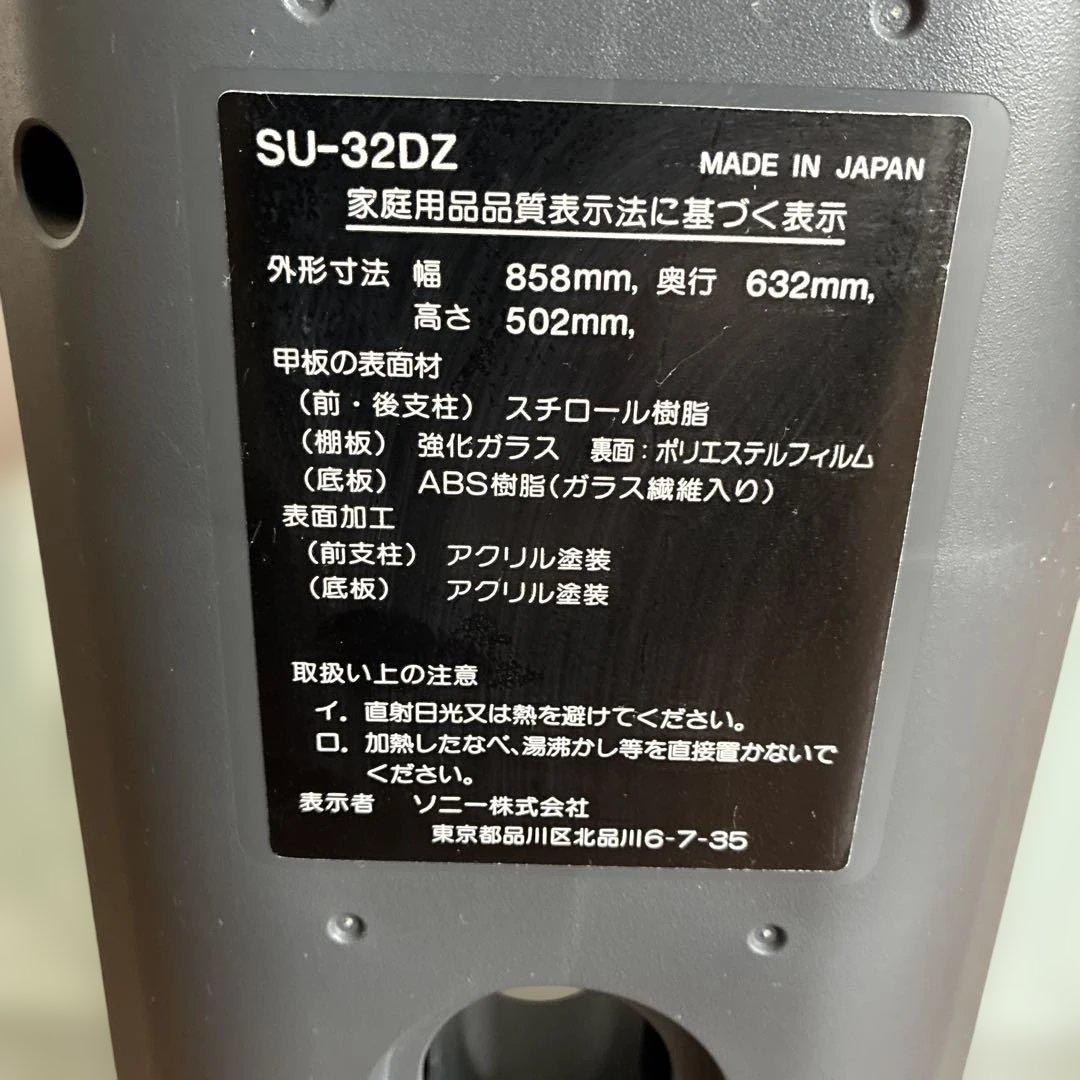 SU-32DZ
MADE IN JAPAN
家庭用品品質表示法に基づく表示
外形寸法 幅 858mm, 奥行 632mm,
高さ 502mm,
甲板の表面材
(前・後支柱) スチロール樹脂
(棚板) 強化ガラス 裏面:ポリエステルフィルム
(底板) ABS樹脂(ガラス繊維入り)
表面加工
(前支柱) アクリル塗装
(底板) アクリル塗装
取扱い上の注意
イ. 直射日光又は熱を避けてください。
ロ. 加熱したなべ、湯沸かし等を直接置かないで
ください。
表示者 ソニー株式会社
東京都品川区北品川6-7-35